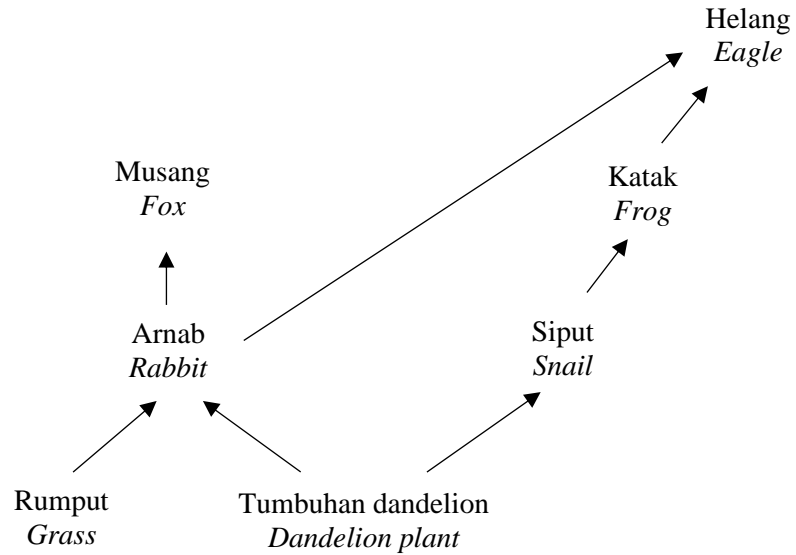 Helang
Eagle
Musang
Fox
Katak
Frog
Arnab
Rabbit
Siput
Snail
Rumput
Grass
Tumbuhan dandelion
Dandelion plant